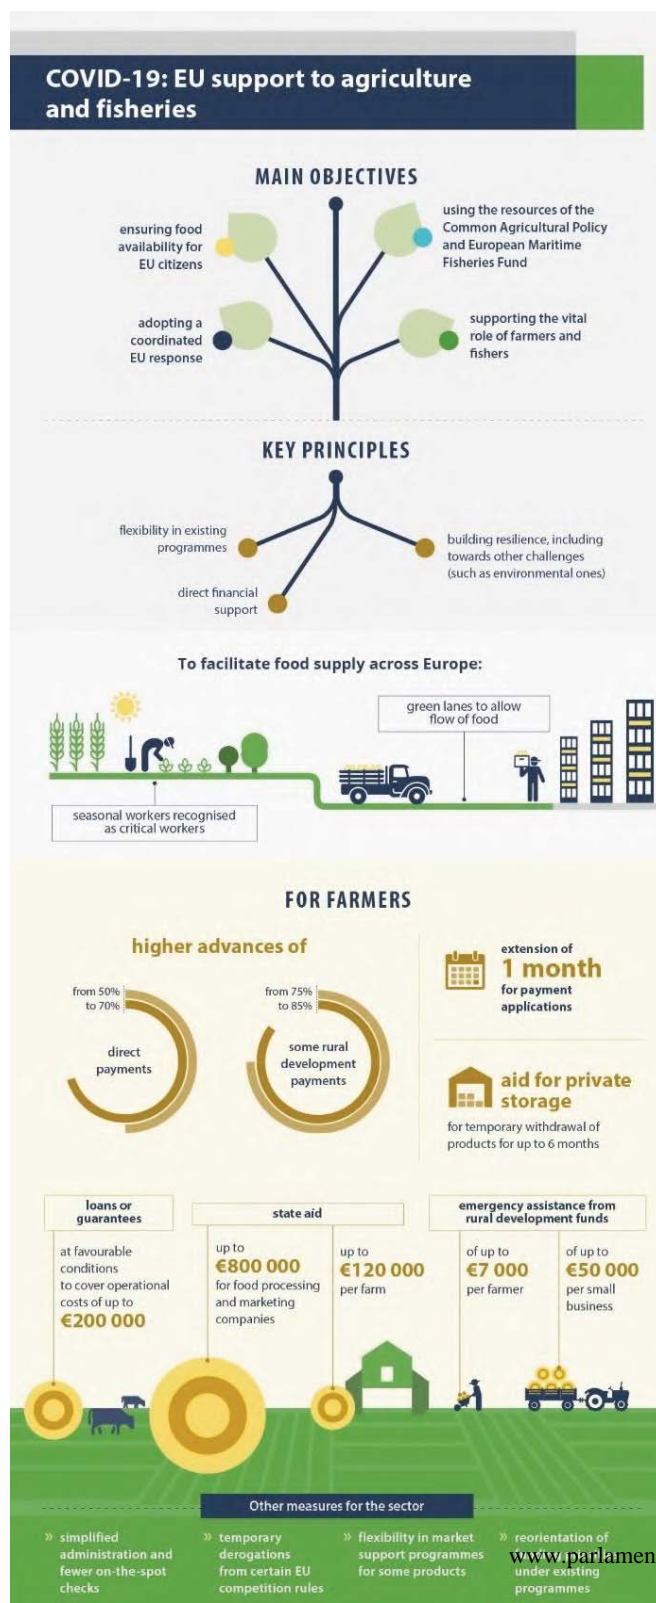 COVID-19: EU support to agriculture
and fisheries
MAIN OBJECTIVES
ensuring food
availability for
EU citizens
using the resources of the
Common Agricultural Policy
and European Maritime
Fisheries Fund
adopting a
coordinated
EU response
supporting the vital
role of farmers and
fishers
KEY PRINCIPLES
flexibility in existing
programmes
direct financial
support
building resilience, including
towards other challenges
(such as environmental ones)
To facilitate food supply across Europe:
green lanes to allow
flow of food
seasonal workers recognised
as critical workers
FOR FARMERS
higher advances of
from 50%
to 70%
direct
payments
from 75%
to 85%
some rural
development
payments
extension of
1 month
for payment
applications
aid for private
storage
for temporary withdrawal of
products for up to 6 months
loans or
guarantees
at favourable
conditions
to cover operational
costs of up to
€200 000
state aid
up to
€800 000
for food processing
and marketing
companies
up to
€120 000
per farm
emergency assistance from
rural development funds
of up to
€7 000
per farmer
of up to
€50 000
per small
business
Other measures for the sector
» simplified
administration and
fewer on-the-spot
checks
» temporary
derogations
from certain EU
competition rules
» flexibility in market
support programmes
for some products
» reorientation of
under existing
programmes
www.parlamen